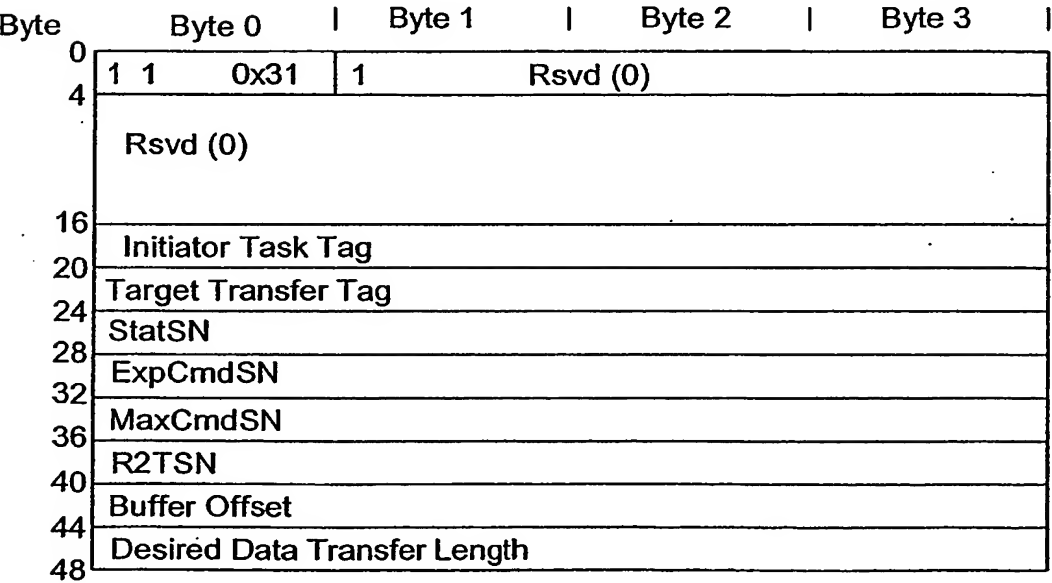 Byte Byte 0 | Byte 1 | Byte 2 | Byte 3 |
0
1 1 0x31 1 Rsvd (0)
4
Rsvd (0)
16
Initiator Task Tag
20
Target Transfer Tag
24
StatSN
28
ExpCmdSN
32
MaxCmdSN
36
R2TSN
40
Buffer Offset
44
Desired Data Transfer Length
48